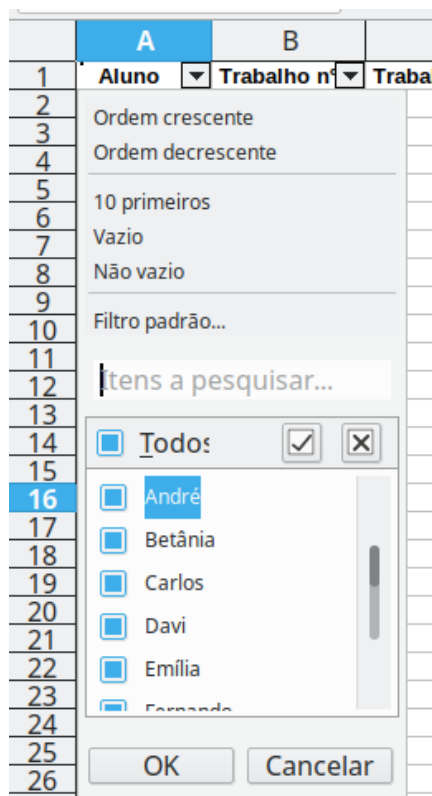 A B
1 Aluno Trabalho nº Traba
2
Ordem crescente
3
4 Ordem decrescente
5
6 10 primeiros
7 Vazio
8 Não vazio
9
10 Filtro padrão...
11
12 Itens a pesquisar...
13
14 Todos
15
16 André
17 Betânia
18
19 Carlos
20
21 Davi
22 Emília
23 Fernando
24
25 OK Cancelar
26